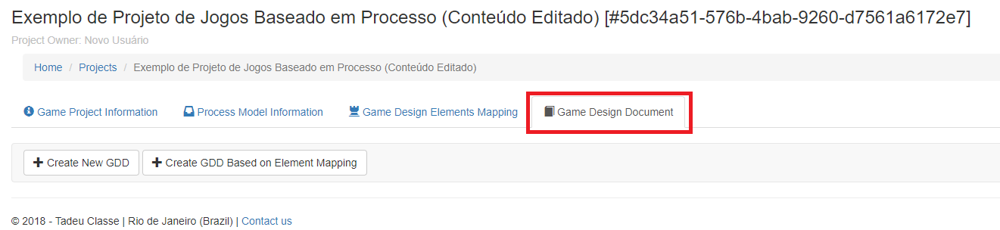 Exemplo de Projeto de Jogos Baseado em Processo (Conteúdo Editado) [#5dc34a51-576b-4bab-9260-d7561a6172e7]
Project Owner: Novo Usuário
Home / Projects / Exemplo de Projeto de Jogos Baseado em Processo (Conteúdo Editado)
Game Project Information Process Model Information Game Design Elements Mapping Game Design Document
Create New GDD Create GDD Based on Element Mapping
© 2018 - Tadeu Classe | Rio de Janeiro (Brazil) | Contact us